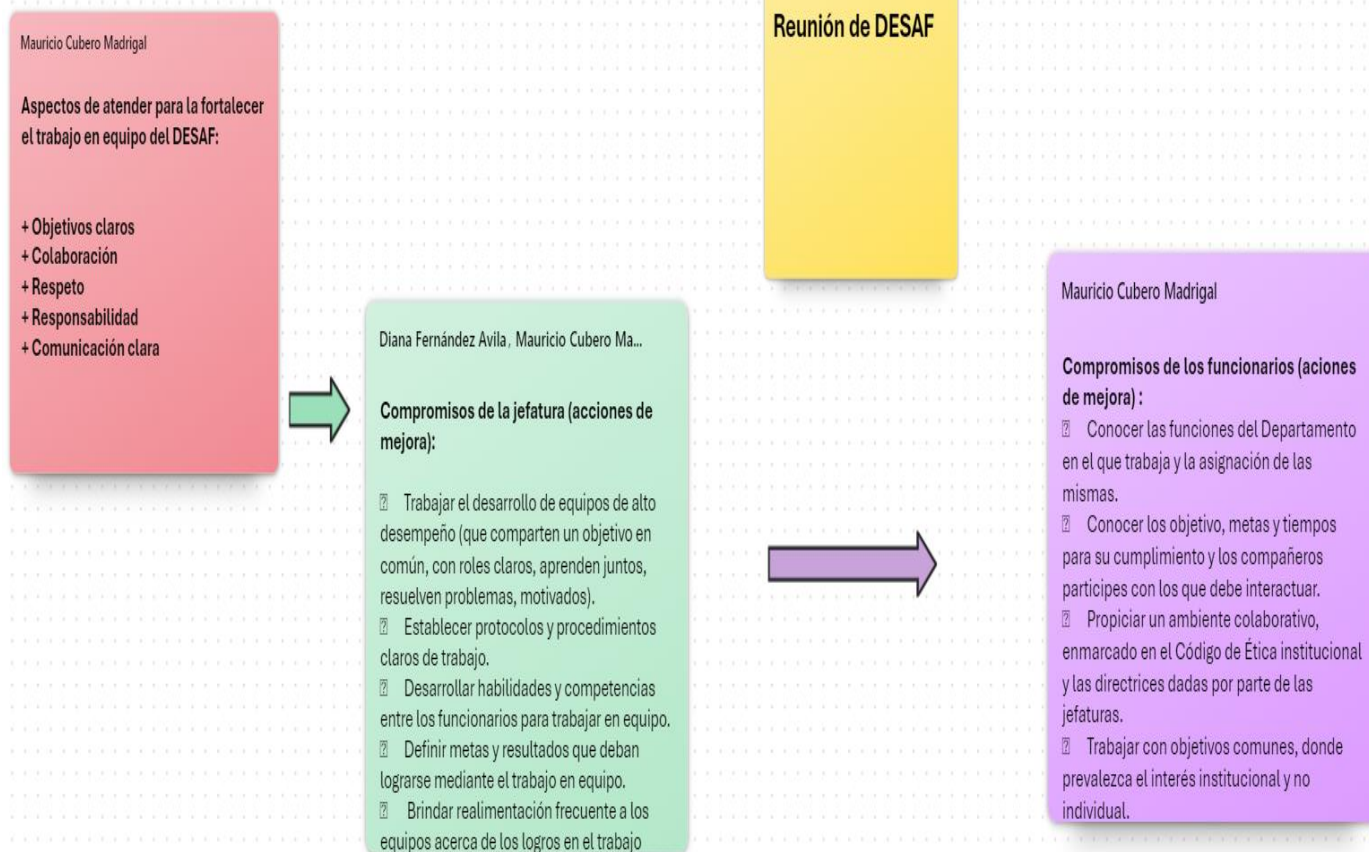 Mauricio Cubero Madrigal
Aspectos de atender para la fortalecer
el trabajo en equipo del DESAF:
+ Objetivos claros
+ Colaboración
+ Respeto
+ Responsabilidad
+ Comunicación clara
Reunión de DESAF
Diana Fernández Avila, Mauricio Cubero Ma...
Compromisos de la jefatura (acciones de
mejora):
Trabajar el desarrollo de equipos de alto
desempeño (que comparten un objetivo en
común, con roles claros, aprenden juntos,
resuelven problemas, motivados).
Establecer protocolos y procedimientos
claros de trabajo.
Desarrollar habilidades y competencias
entre los funcionarios para trabajar en equipo.
Definir metas y resultados que deban
lograrse mediante el trabajo en equipo.
Brindar realimentación frecuente a los
equipos acerca de los logros en el trabajo
Mauricio Cubero Madrigal
Compromisos de los funcionarios (aciones
de mejora) :
Conocer las funciones del Departamento
en el que trabaja y la asignación de las
mismas.
Conocer los objetivo, metas y tiempos
para su cumplimiento y los compañeros
participes con los que debe interactuar.
Propiciar un ambiente colaborativo,
enmarcado en el Código de Ética institucional
y las directrices dadas por parte de las
jefaturas.
Trabajar con objetivos comunes, donde
prevalezca el interés institucional y no
individual.